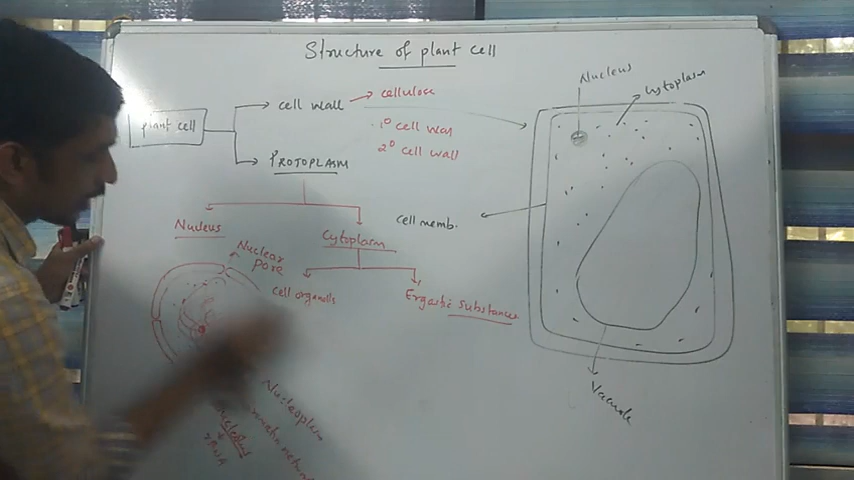 Structure of plant cell
Nucleus
cytoplasm
plant cell
cell wall
cellulose
1° cell wall
2° cell wall
PROTOPLASM
Nucleus
Cytoplasm
cell memb.
Nuclear
pore
cell organells
Ergastic substances
Nucleoplasm
Vacuole